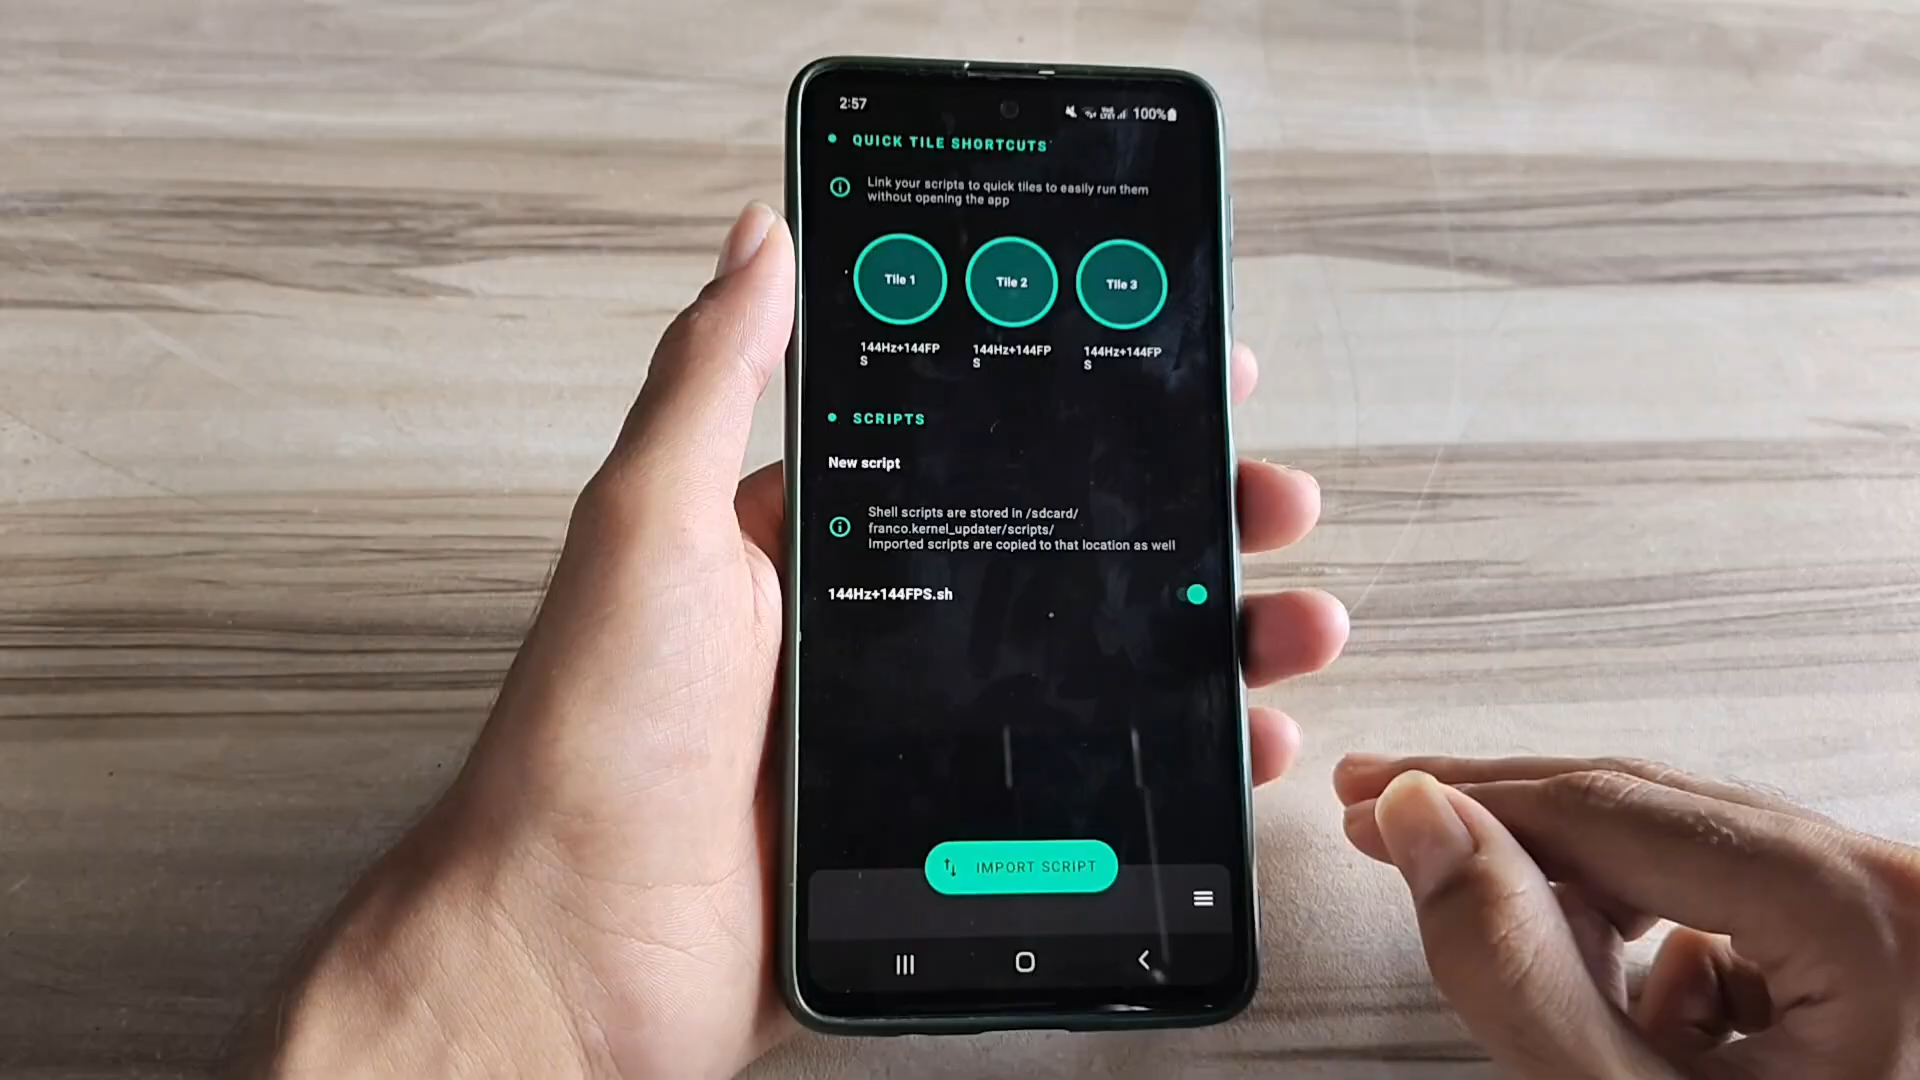 2:57
100%
QUICK TILE SHORTCUTS
Link your scripts to quick tiles to easily run them
without opening the app
Tile 1
Tile 2
Tile 3
144Hz+144FP
S
144Hz+144FP
S
144Hz+144FP
S
SCRIPTS
New script
Shell scripts are stored in /sdcard/
franco.kernel_updater/scripts/
Imported scripts are copied to that location as well
144Hz+144FPS.sh
IMPORT SCRIPT